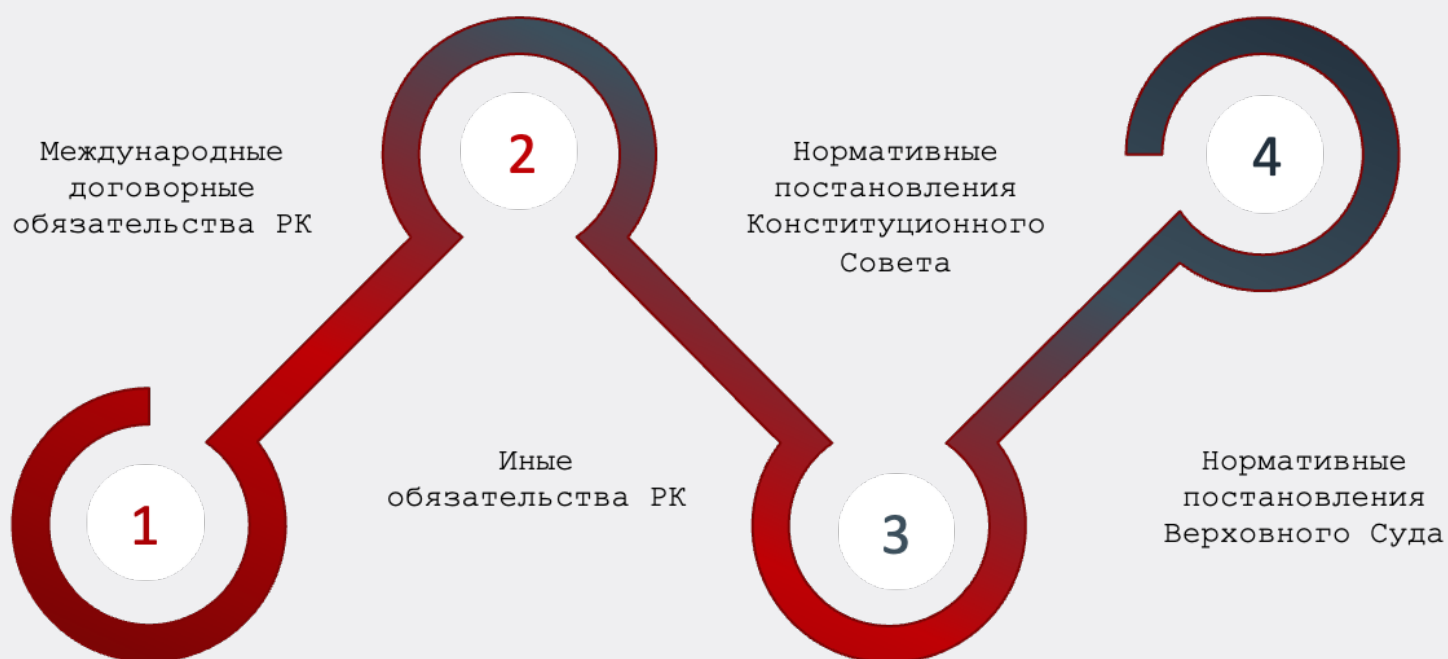 Международные
договорные
обязательства РК
1
2
Иные
обязательства РК
Нормативные
постановления
Конституционного
Совета
3
4
Нормативные
постановления
Верховного Суда